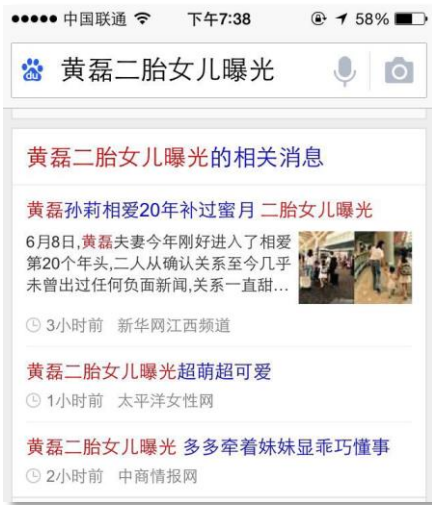 中国联通 下午7:38 58%
du 黄磊二胎女儿曝光
黄磊二胎女儿曝光的相关消息
黄磊孙莉相爱20年补过蜜月 二胎女儿曝光
6月8日,黄磊夫妻今年刚好进入了相爱
第20个年头,二人从确认关系至今几乎
未曾出过任何负面新闻,关系一直甜...
3小时前 新华网江西频道
黄磊二胎女儿曝光超萌超可爱
1小时前 太平洋女性网
黄磊二胎女儿曝光 多多牵着妹妹显乖巧懂事
2小时前 中商情报网